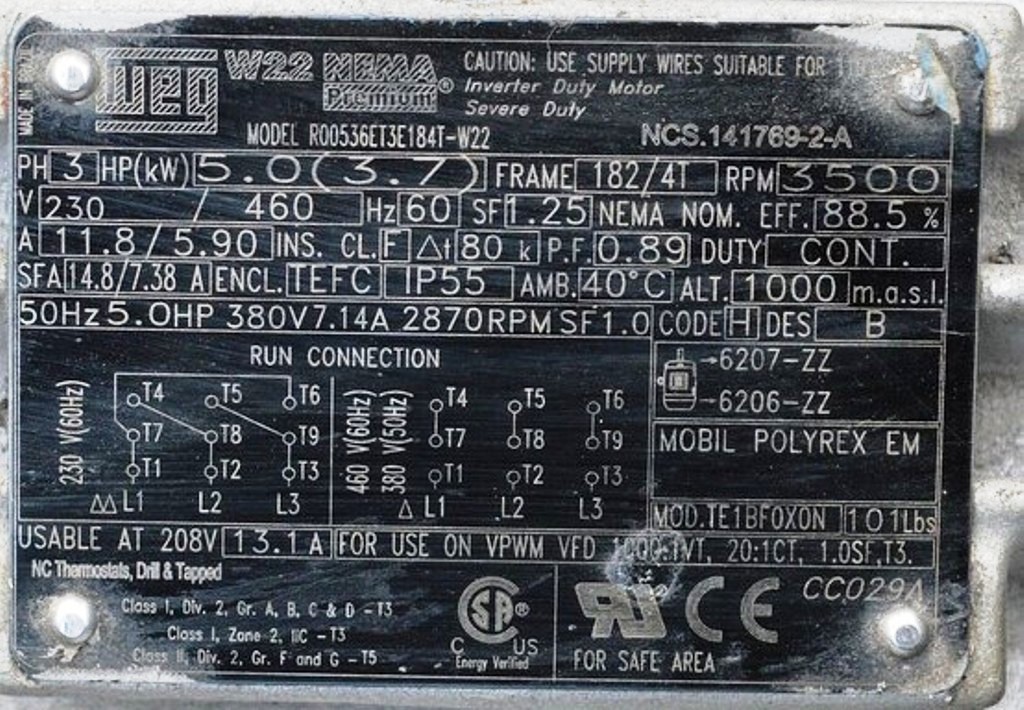 MADE IN
WEG W22 NEMA Premium®
CAUTION: USE SUPPLY WIRES SUITABLE FOR
Inverter Duty Motor
Severe Duty
MODEL R00536ET3E184T-W22 NCS.141769-2-A
PH 3 HP(kW) 5.0(3.7) FRAME 182/4T RPM 3500
V 230 / 460 Hz 60 SF 1.25 NEMA NOM. EFF. 88.5 %
A 11.8/5.90 INS. CL. F Δt 80 k P.F. 0.89 DUTY CONT.
SFA 14.8/7.38 A ENCL. TEFC IP55 AMB. 40°C ALT. 1000 m.a.s.l.
50Hz 5.0HP 380V 7.14A 2870RPM SF1.0 CODE H DES B
RUN CONNECTION
230 V(60Hz)
T4 T5 T6
T7 T8 T9
T1 T2 T3
ΔΔ L1 L2 L3
460 V(60Hz)
380 V(50Hz)
T4 T5 T6
T7 T8 T9
T1 T2 T3
Δ L1 L2 L3
→6207-ZZ
→6206-ZZ
MOBIL POLYREX EM
MOD.TE1BF0X0N 101Lbs
USABLE AT 208V 13.1 A FOR USE ON VPWM VFD 1000:1VT, 20:1CT, 1.0SF,T3.
NC Thermostats, Drill & Tapped
Class I, Div. 2, Gr. A, B, C & D -T3
Class I, Zone 2, IIC -T3
Class II, Div. 2, Gr. F and G -T5
SA®
C US
Energy Verified
RU CE
CC029A
FOR SAFE AREA